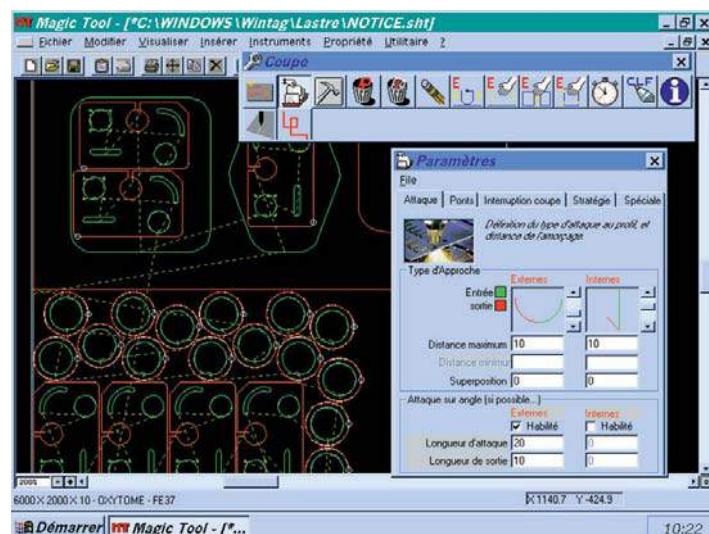 Magic Tool - [*C:\WINDOWS\Wintag\Lastre\NOTICE.sht]
Fichier Modifier Visualiser Insérer Instruments Propriété Utilitaire ?
Coupe
E E E E CLF
Paramètres
File
Attaque Ponts Interruption coupe Stratégie Spéciale
Définition du type d'attaque au profil, et
distance de l'amorçage.
Type d'Approche
Externes Internes
Entrée
sortie
Distance maximum 10 10
Distance minimum
Superposition 0 0
Attaque sur angle (si possible...)
Externes Internes
Habilité Habilité
Longueur d'attaque 20 0
Longueur de sortie 10 0
200%
6000 X 2000 X 10 - OXYTOME - FE37 X 1140.7 Y -424.9
Démarrer Magic Tool - [*... 10:22